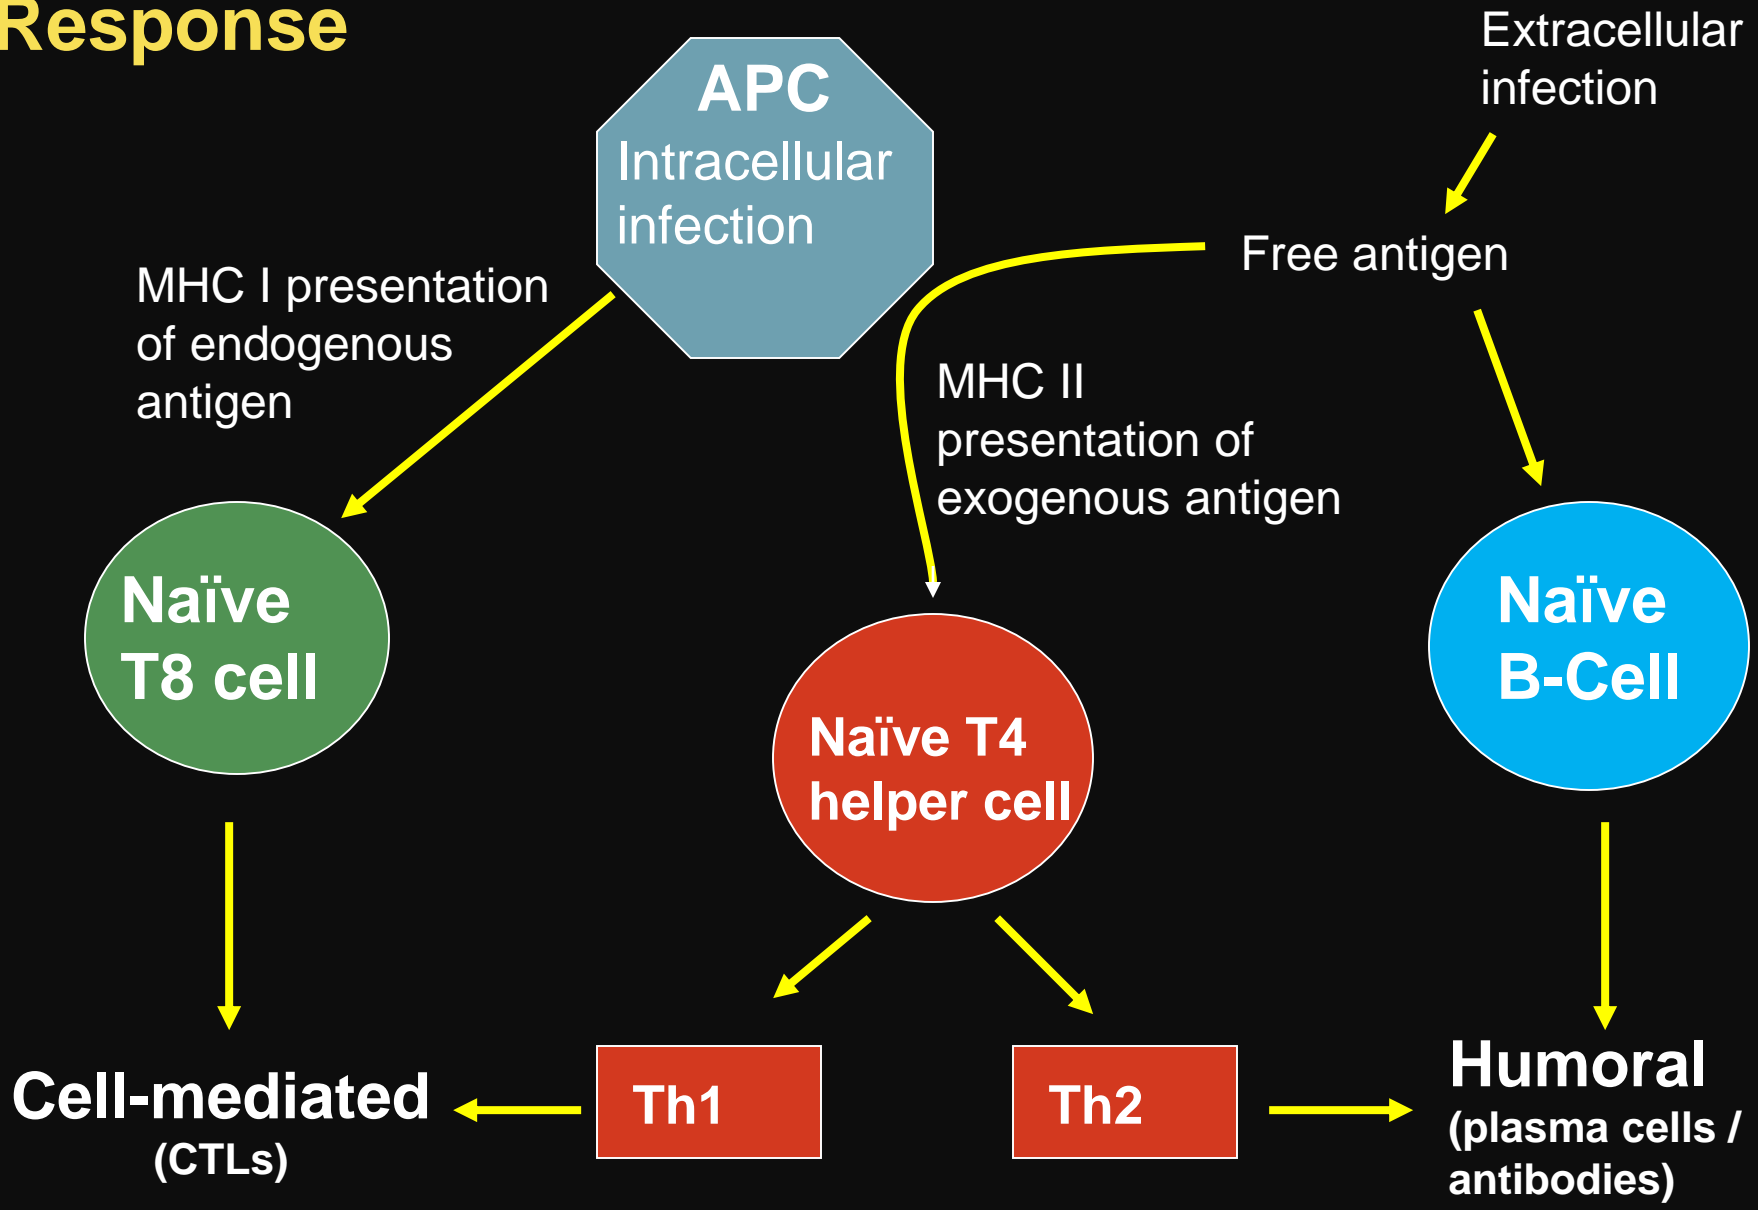 Response
APC
Intracellular
infection
Extracellular
infection
Free antigen
MHC I presentation
of endogenous
antigen
MHC II
presentation of
exogenous antigen
Naïve
T8 cell
Naïve T4
helper cell
Naïve
B-Cell
Cell-mediated
(CTLs)
Th1
Th2
Humoral
(plasma cells /
antibodies)